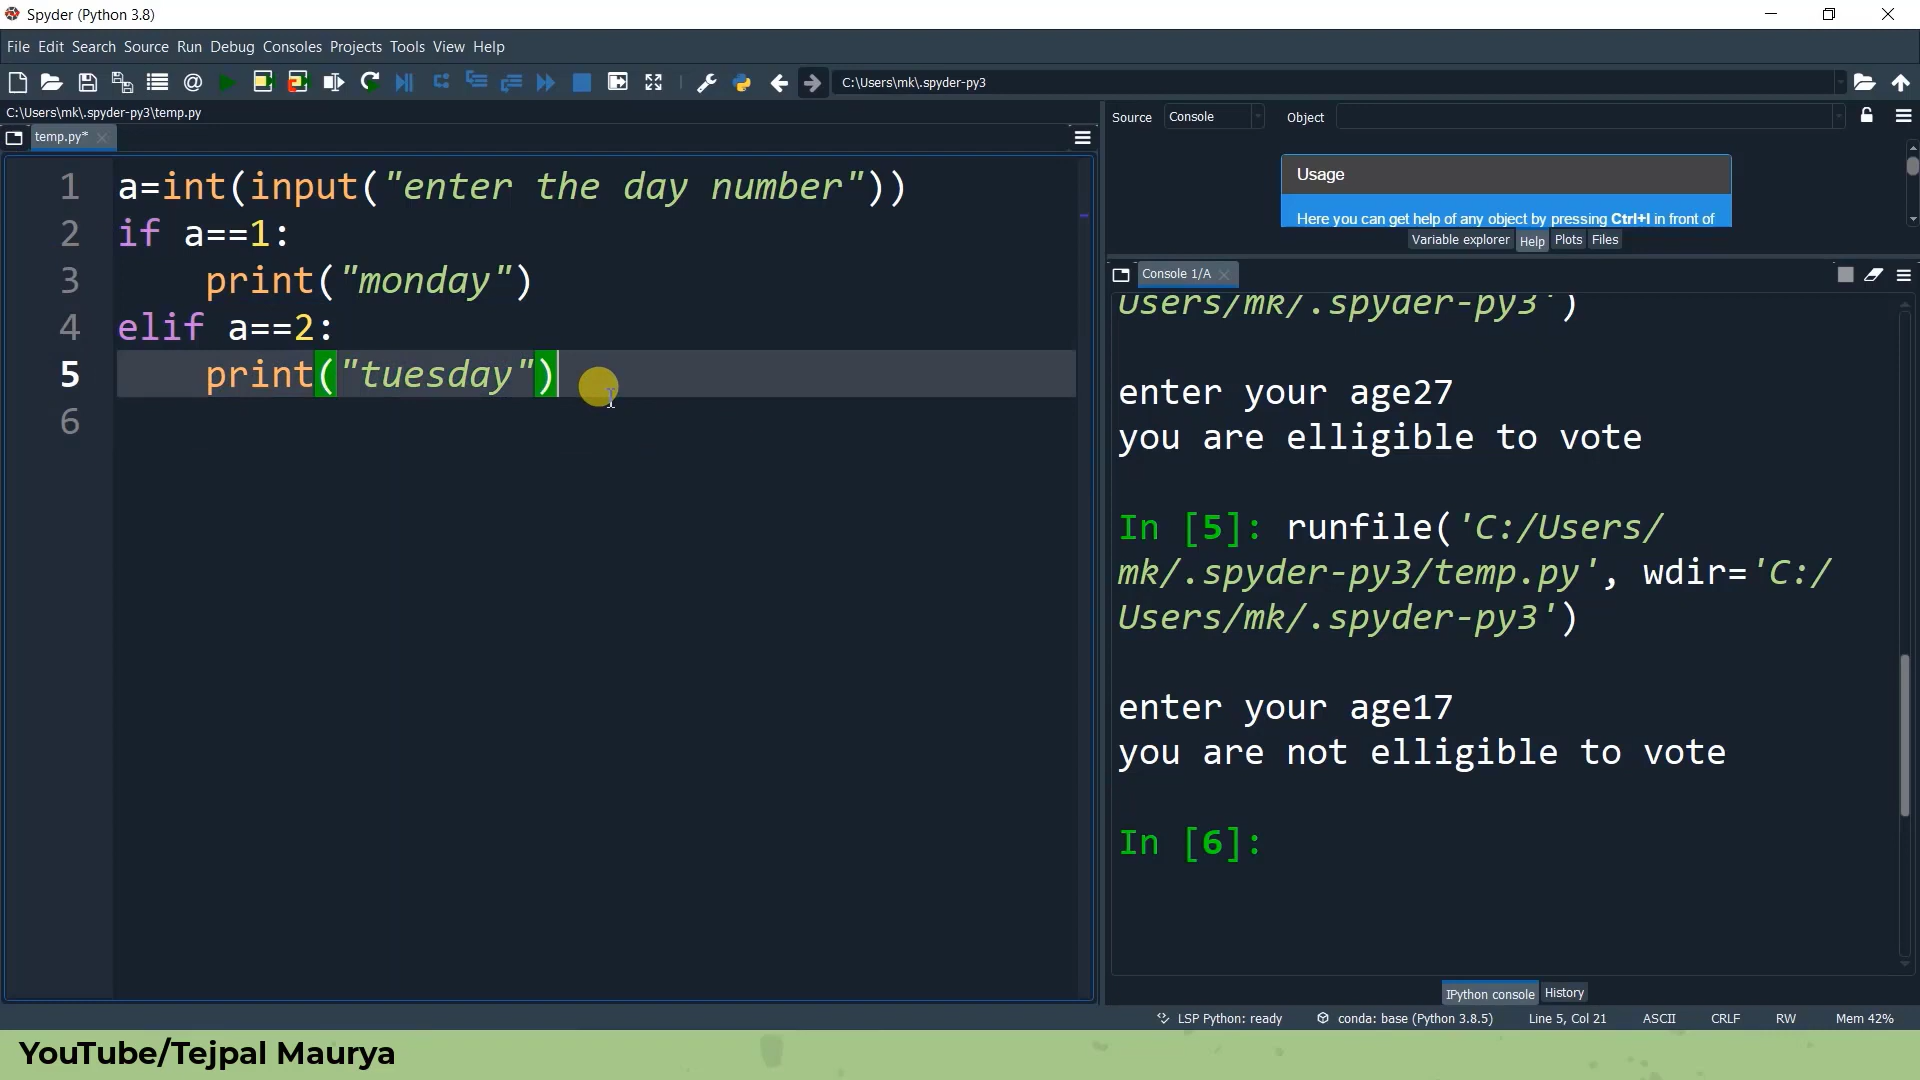 Spyder (Python 3.8)
File Edit Search Source Run Debug Consoles Projects Tools View Help
C:\Users\mk\.spyder-py3
C:\Users\mk\.spyder-py3\temp.py
temp.py*
1 a=int(input("enter the day number"))
2 if a==1:
3 print("monday")
4 elif a==2:
5 print("tuesday")
6
Source Console Object
Usage
Here you can get help of any object by pressing Ctrl+I in front of
Variable explorer Help Plots Files
Console 1/A
Users/mk/.spyder-py3')
enter your age27
you are elligible to vote
In [5]: runfile('C:/Users/
mk/.spyder-py3/temp.py', wdir='C:/
Users/mk/.spyder-py3')
enter your age17
you are not elligible to vote
In [6]:
IPython console History
LSP Python: ready conda: base (Python 3.8.5) Line 5, Col 21 ASCII CRLF RW Mem 42%
YouTube/Tejpal Maurya